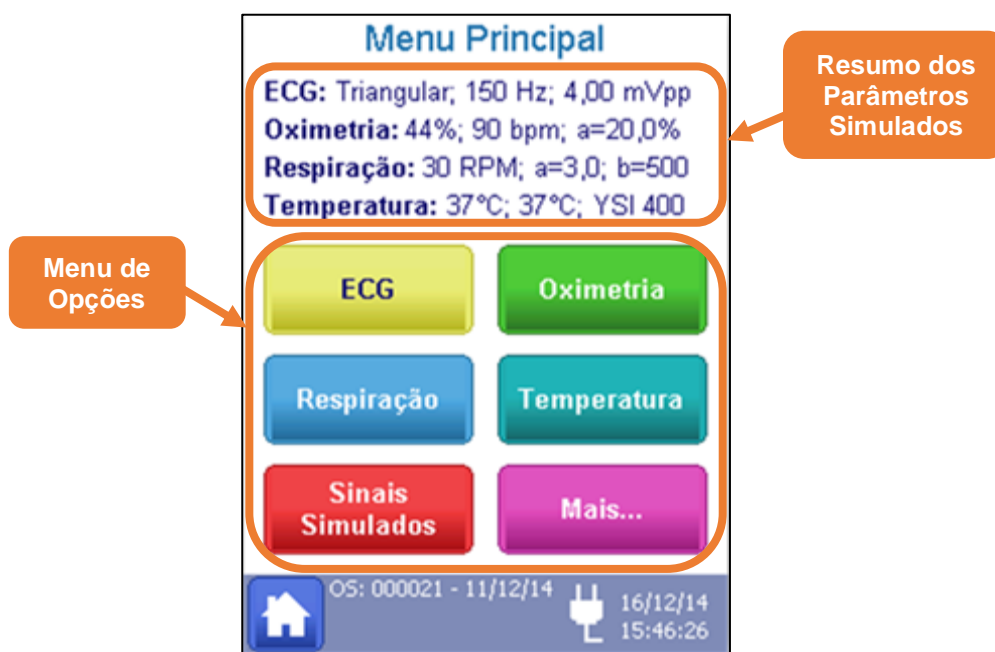 Menu Principal
Resumo dos
Parâmetros
Simulados
ECG: Triangular; 150 Hz; 4,00 mVpp
Oximetria: 44%; 90 bpm; a=20,0%
Respiração: 30 RPM; a=3,0; b=500
Temperatura: 37°C; 37°C; YSI 400
Menu de
Opções
ECG
Oximetria
Respiração
Temperatura
Sinais
Simulados
Mais...
OS: 000021 - 11/12/14
16/12/14
15:46:26